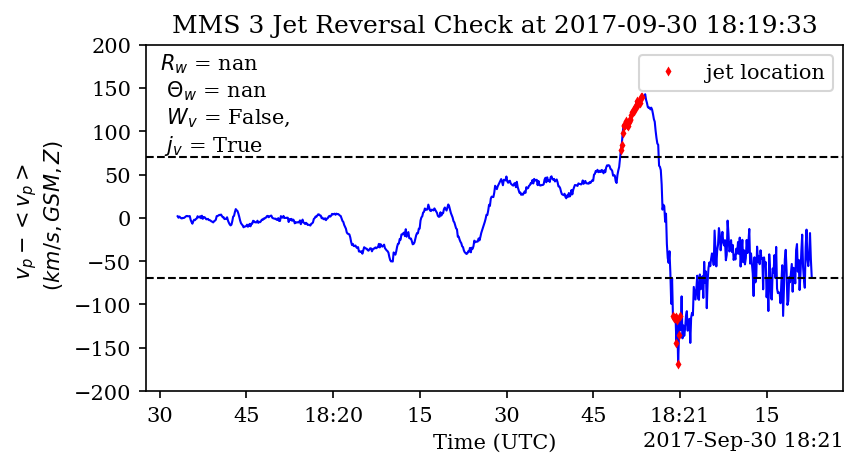 MMS 3 Jet Reversal Check at 2017-09-30 18:19:33
R_w = nan
Θ_w = nan
W_v = False,
j_v = True
jet location
v_p − < v_p >
(km/s, GSM, Z)
200
150
100
50
0
−50
−100
−150
−200
30 45 18:20 15 30 45 18:21 15
Time (UTC)
2017-Sep-30 18:21